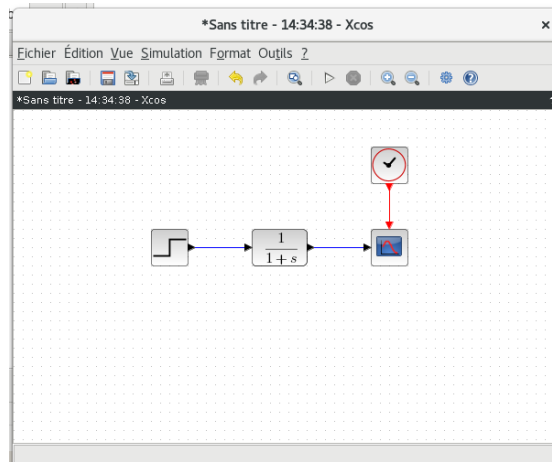 *Sans titre - 14:34:38 - Xcos
Fichier Édition Vue Simulation Format Outils ?
*Sans titre - 14:34:38 - Xcos
1
1 + s